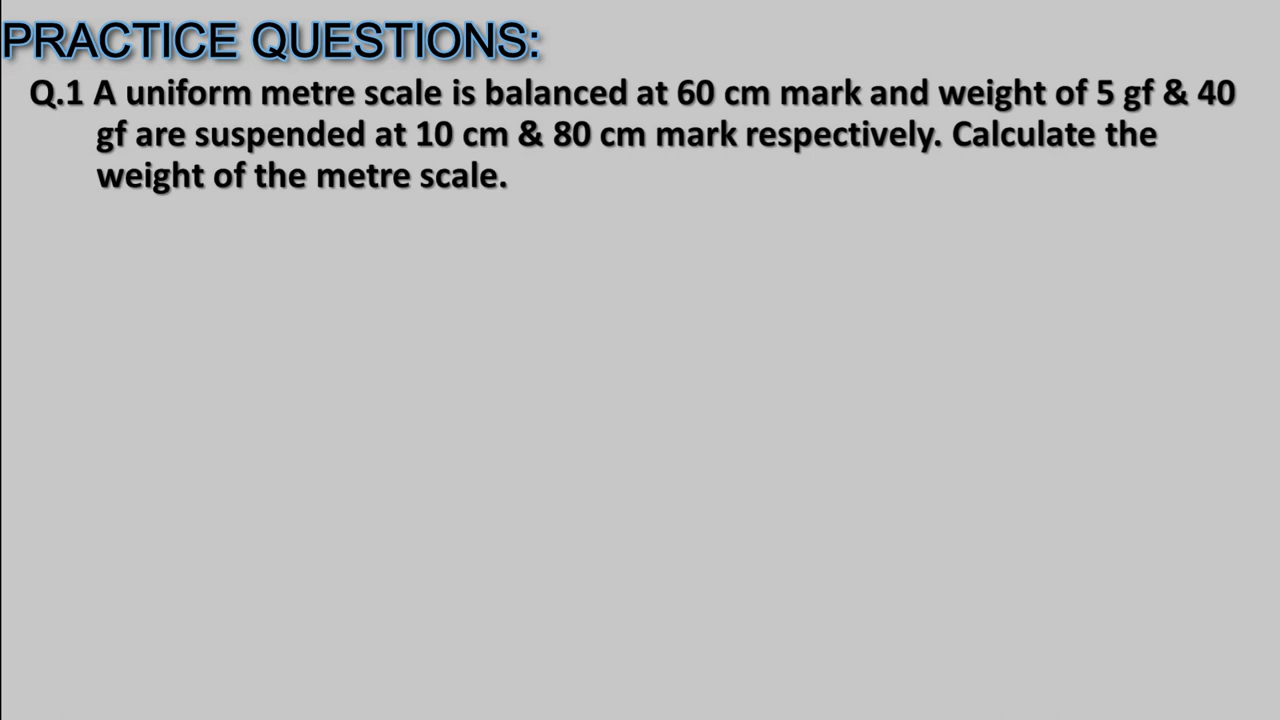 PRACTICE QUESTIONS:
Q.1 A uniform metre scale is balanced at 60 cm mark and weight of 5 gf & 40
gf are suspended at 10 cm & 80 cm mark respectively. Calculate the
weight of the metre scale.